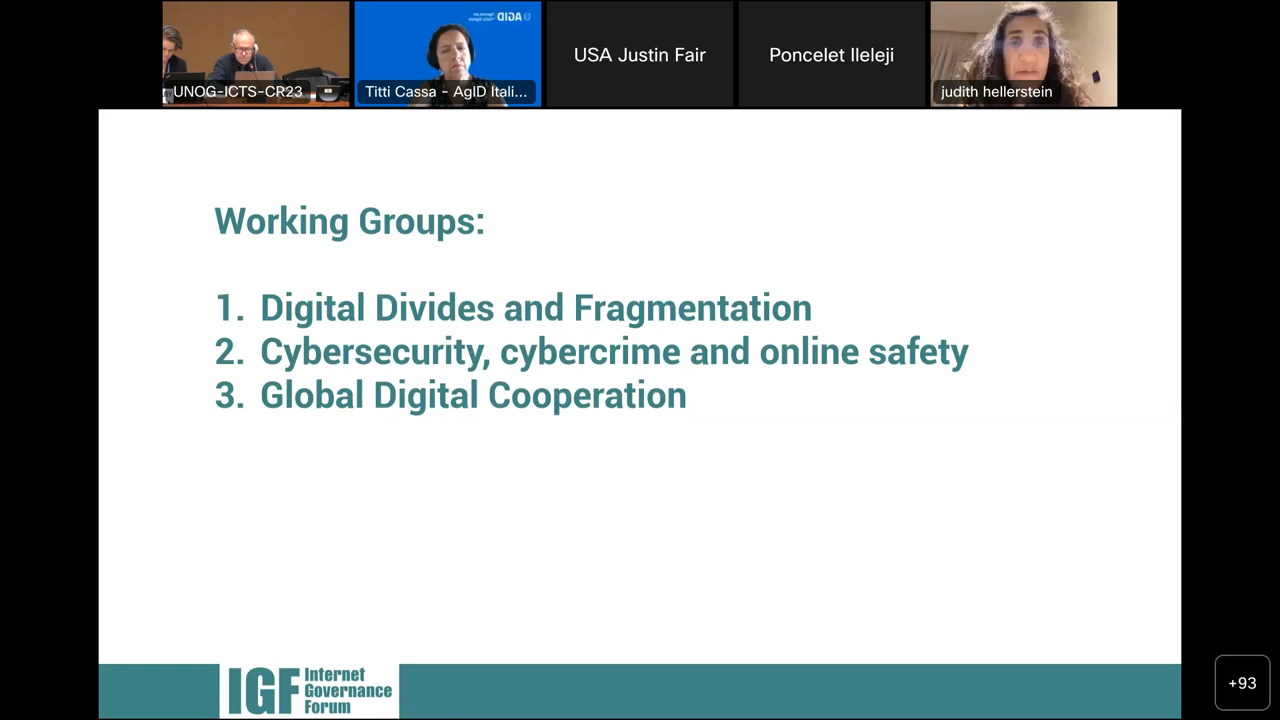 AGID
UNOG-ICTS-CR23
Titti Cassa - AgID Itali...
USA Justin Fair
Poncelet Ileleji
judith hellerstein
Working Groups:
1. Digital Divides and Fragmentation
2. Cybersecurity, cybercrime and online safety
3. Global Digital Cooperation
IGF
Internet
Governance
Forum
+93